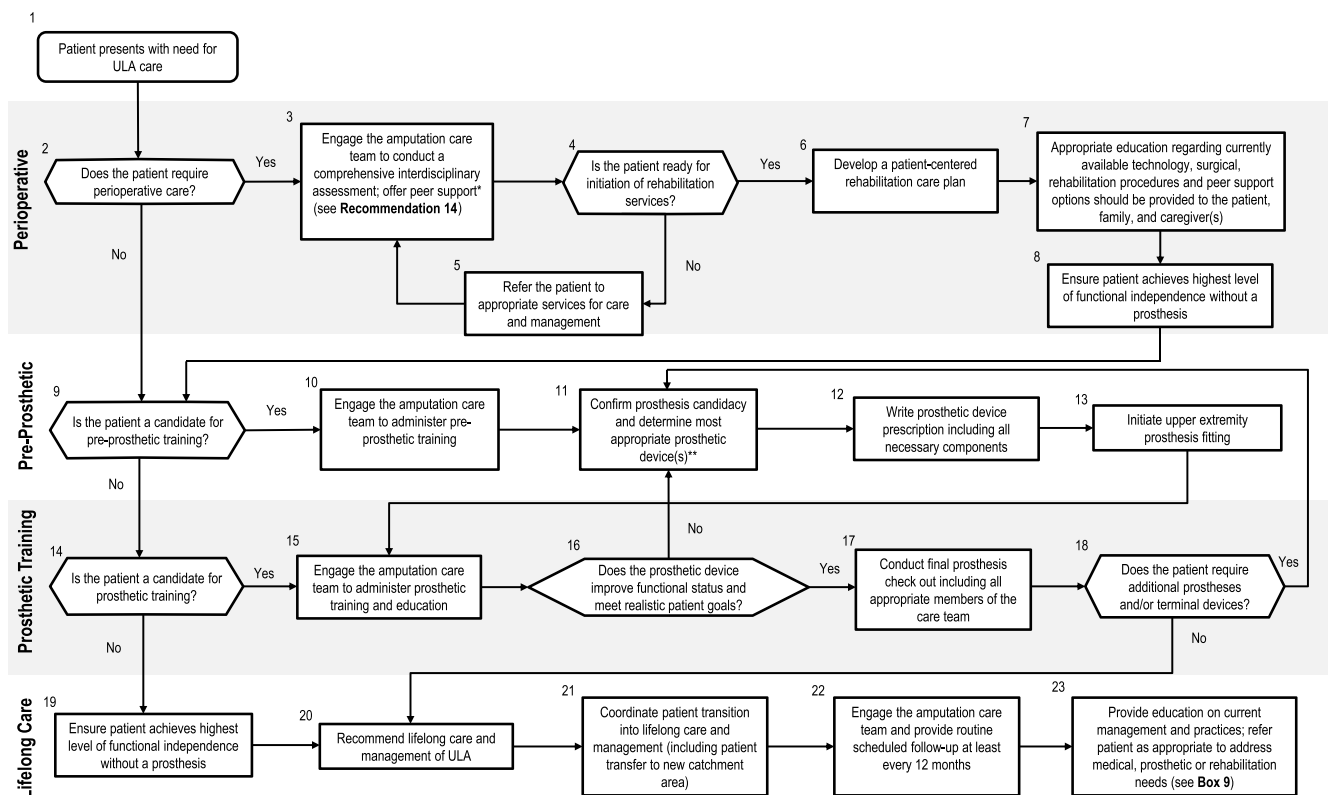 1
Patient presents with need for
ULA care
Perioperative
2
Does the patient require
perioperative care?
Yes
No
3
Engage the amputation care
team to conduct a
comprehensive interdisciplinary
assessment; offer peer support*
(see Recommendation 14)
4
Is the patient ready for
initiation of rehabilitation
services?
Yes
No
5
Refer the patient to
appropriate services for care
and management
6
Develop a patient-centered
rehabilitation care plan
7
Appropriate education regarding currently
available technology, surgical,
rehabilitation procedures and peer support
options should be provided to the patient,
family, and caregiver(s)
8
Ensure patient achieves highest level
of functional independence without a
prosthesis
Pre-Prosthetic
9
Is the patient a candidate for
pre-prosthetic training?
Yes
No
10
Engage the amputation care
team to administer pre-
prosthetic training
11
Confirm prosthesis candidacy
and determine most
appropriate prosthetic
device(s)**
12
Write prosthetic device
prescription including all
necessary components
13
Initiate upper extremity
prosthesis fitting
Prosthetic Training
14
Is the patient a candidate for
prosthetic training?
Yes
No
15
Engage the amputation care
team to administer prosthetic
training and education
16
Does the prosthetic device
improve functional status and
meet realistic patient goals?
No
Yes
17
Conduct final prosthesis
check out including all
appropriate members of the
care team
18
Does the patient require
additional prostheses
and/or terminal devices?
Yes
No
Lifelong Care
19
Ensure patient achieves highest
level of functional independence
without a prosthesis
20
Recommend lifelong care and
management of ULA
21
Coordinate patient transition
into lifelong care and
management (including patient
transfer to new catchment
area)
22
Engage the amputation care
team and provide routine
scheduled follow-up at least
every 12 months
23
Provide education on current
management and practices; refer
patient as appropriate to address
medical, prosthetic or rehabilitation
needs (see Box 9)